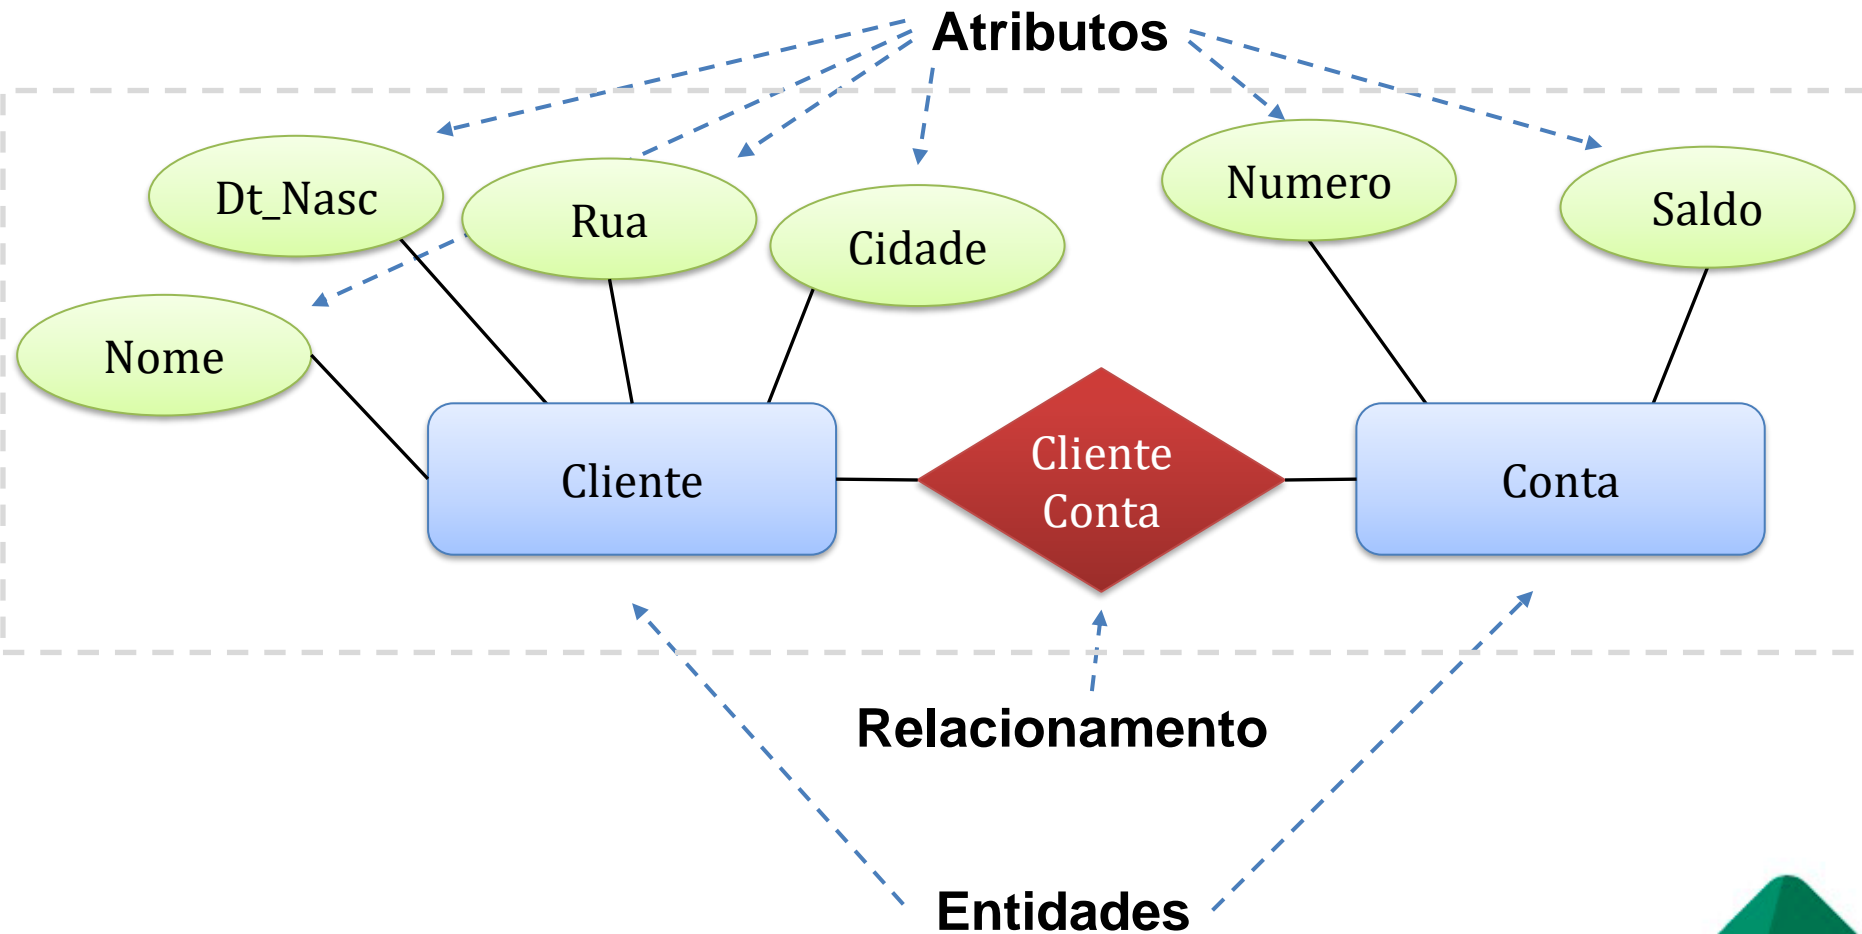 Atributos
Dt_Nasc
Rua
Cidade
Numero
Saldo
Nome
Cliente
Cliente
Conta
Conta
Relacionamento
Entidades